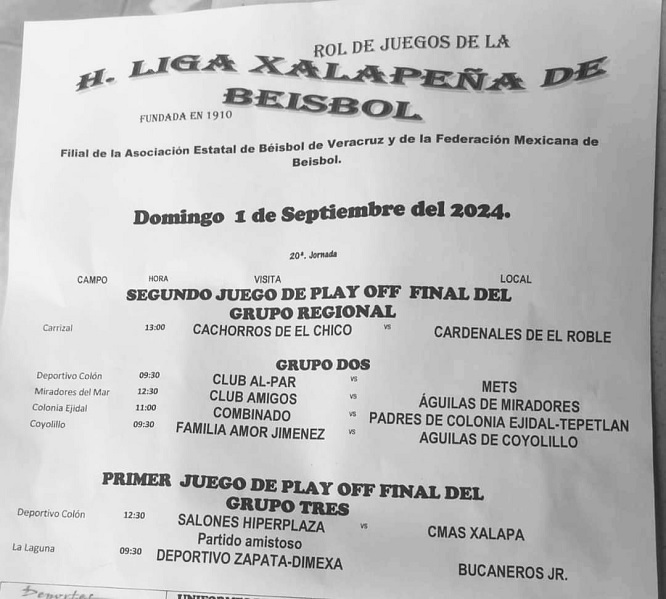 ROL DE JUEGOS DE LA
H. LIGA XALAPEÑA DE
BEISBOL
FUNDADA EN 1910
Filial de la Asociación Estatal de Béisbol de Veracruz y de la Federación Mexicana de
Beisbol.
Domingo 1 de Septiembre del 2024.
20ª. Jornada
CAMPO HORA VISITA LOCAL
SEGUNDO JUEGO DE PLAY OFF FINAL DEL
GRUPO REGIONAL
Carrizal 13:00 CACHORROS DE EL CHICO vs CARDENALES DE EL ROBLE
GRUPO DOS
Deportivo Colón 09:30 CLUB AL-PAR vs METS
Miradores del Mar 12:30 CLUB AMIGOS vs ÁGUILAS DE MIRADORES
Colonia Ejidal 11:00 COMBINADO vs PADRES DE COLONIA EJIDAL-TEPETLAN
Coyolillo 09:30 FAMILIA AMOR JIMENEZ vs AGUILAS DE COYOLILLO
PRIMER JUEGO DE PLAY OFF FINAL DEL
GRUPO TRES
Deportivo Colón 12:30 SALONES HIPERPLAZA vs CMAS XALAPA
Partido amistoso
La Laguna 09:30 DEPORTIVO ZAPATA-DIMEXA BUCANEROS JR.